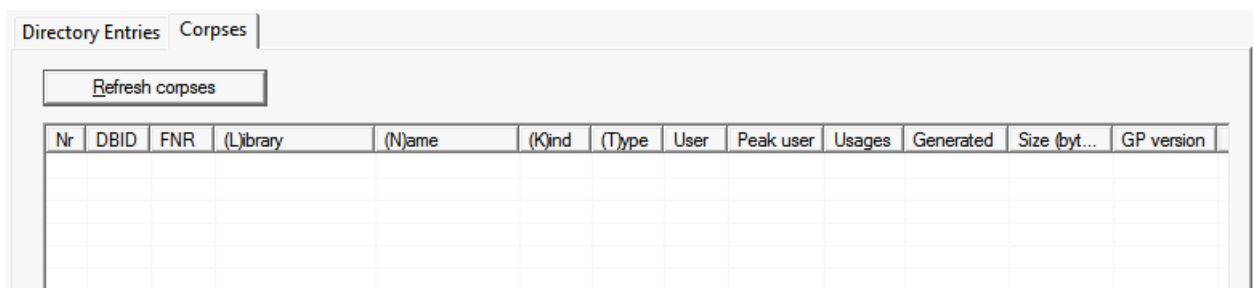 Directory Entries Corpses
Refresh corpses
Nr DBID FNR (L)ibrary (N)ame (K)ind (T)ype User Peak user Usages Generated Size (byt... GP version